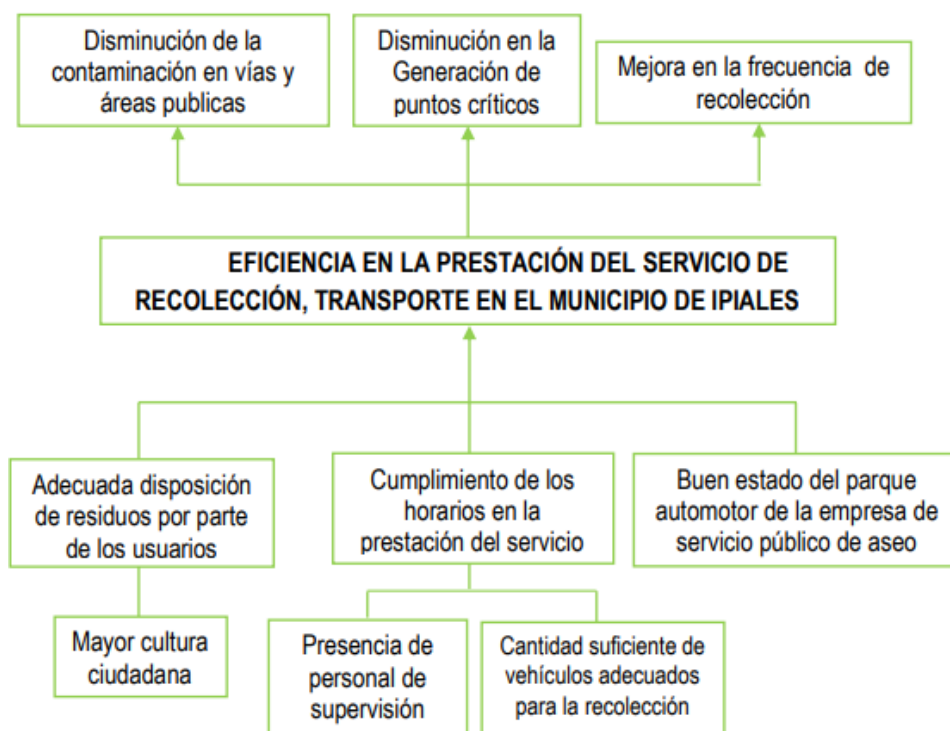 Disminución de la
contaminación en vías y
áreas publicas
Disminución en la
Generación de
puntos críticos
Mejora en la frecuencia de
recolección
EFICIENCIA EN LA PRESTACIÓN DEL SERVICIO DE
RECOLECCIÓN, TRANSPORTE EN EL MUNICIPIO DE IPIALES
Adecuada disposición
de residuos por parte
de los usuarios
Cumplimiento de los
horarios en la
prestación del servicio
Buen estado del parque
automotor de la empresa de
servicio público de aseo
Mayor cultura
ciudadana
Presencia de
personal de
supervisión
Cantidad suficiente de
vehículos adecuados
para la recolección